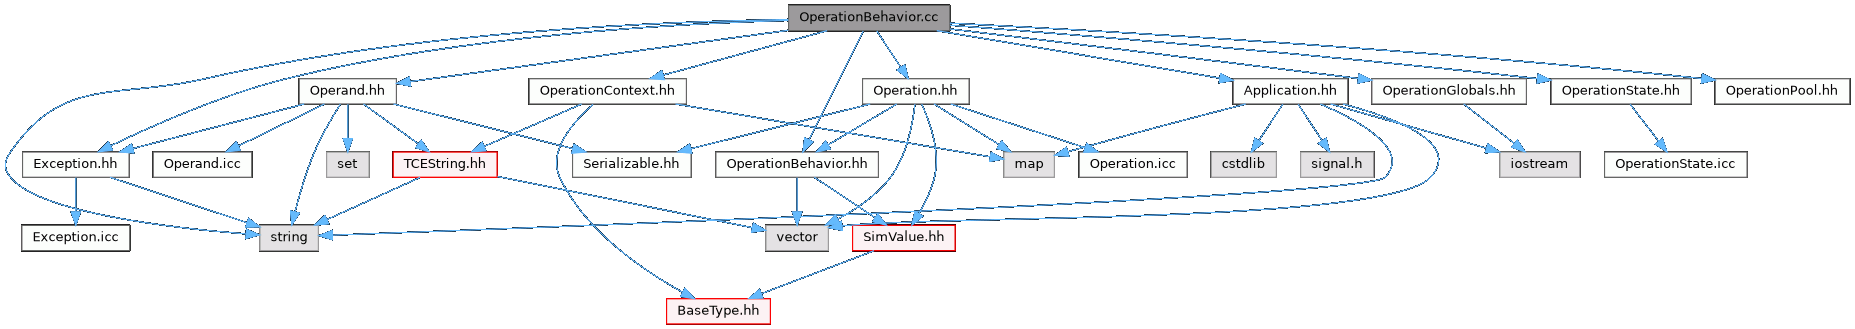 OperationBehavior.cc
Operand.hh
OperationContext.hh
Operation.hh
Application.hh
OperationGlobals.hh
OperationState.hh
OperationPool.hh
Exception.hh
Operand.icc
set
TCEString.hh
Serializable.hh
OperationBehavior.hh
map
Operation.icc
cstdlib
signal.h
iostream
OperationState.icc
Exception.icc
string
vector
SimValue.hh
BaseType.hh